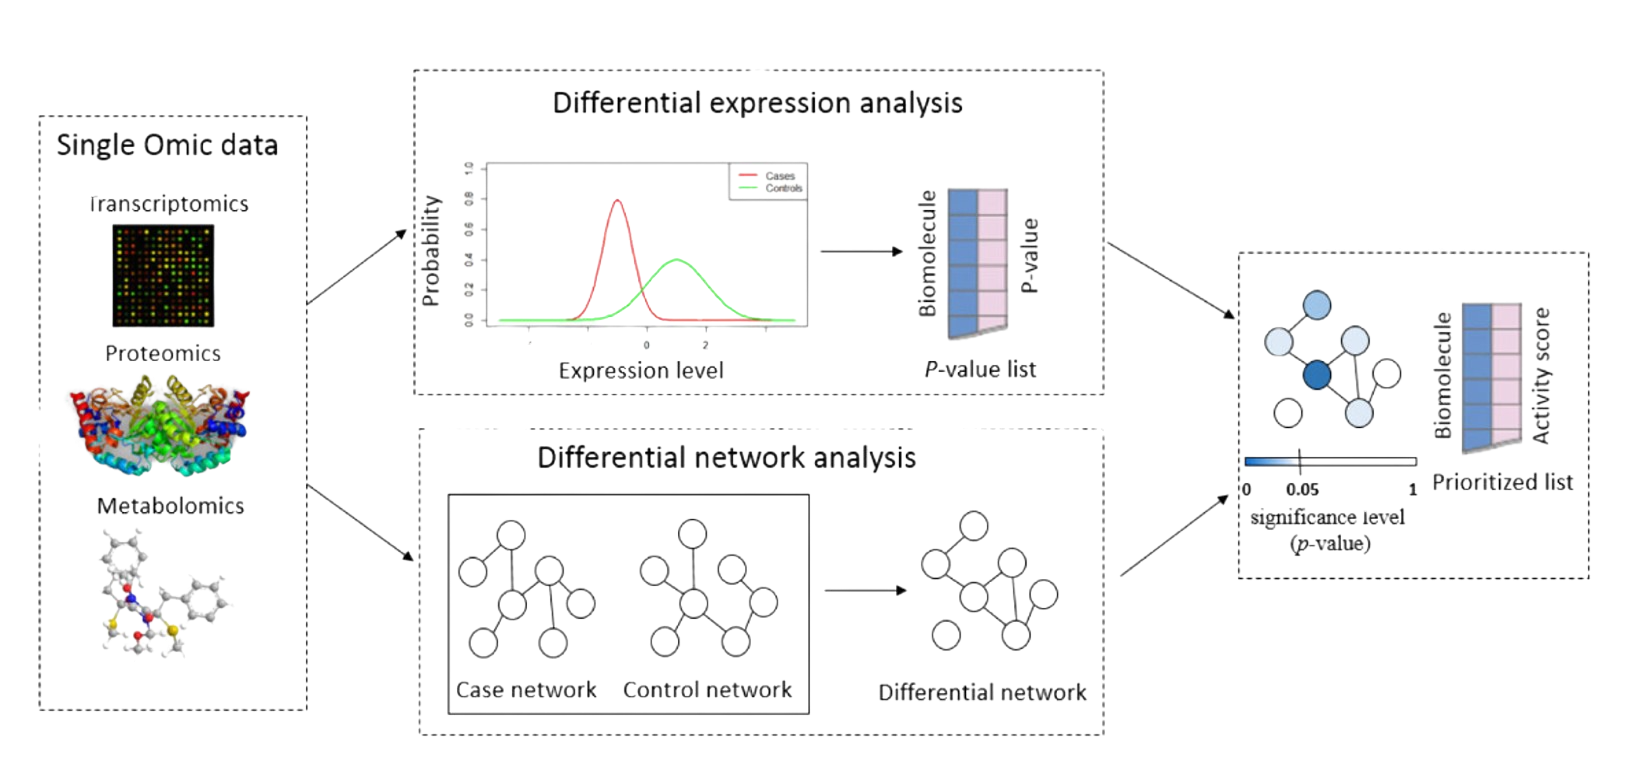 Single Omic data
Transcriptomics
Proteomics
Metabolomics
Differential expression analysis
Probability
0.0
0.2
0.4
0.6
0.8
1.0
Cases
Controls
0
2
Expression level
Biomolecule
P-value
P-value list
Differential network analysis
Case network
Control network
Differential network
Biomolecule
Activity score
Prioritized list
0
0.05
1
significance level
(p-value)